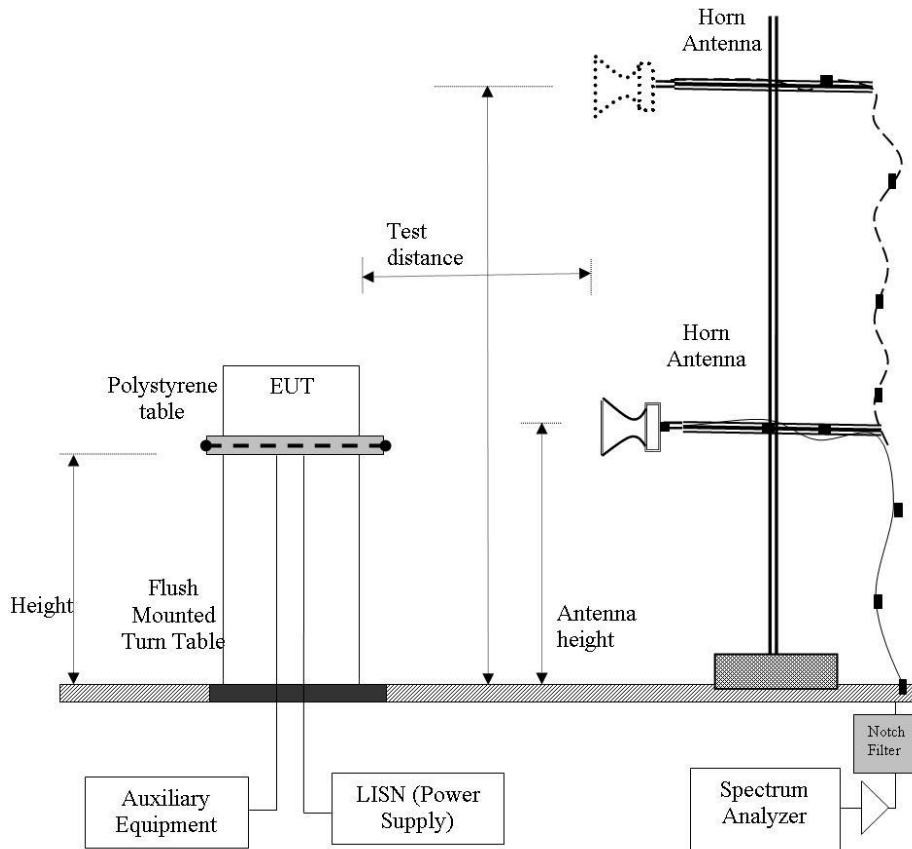 Horn
Antenna
Test
distance
Horn
Antenna
Polystyrene
table
EUT
Height
Flush
Mounted
Turn Table
Antenna
height
Notch
Filter
Auxiliary
Equipment
LISN (Power
Supply)
Spectrum
Analyzer